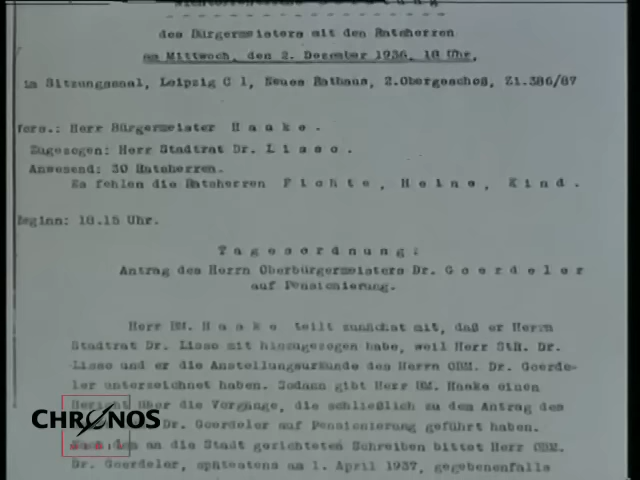 Nichtöffentliche Beratung
des Bürgermeisters mit den Ratsherren
am Mittwoch, den 2. Dezember 1936, 18 Uhr,
im Sitzungssaal, Leipzig C 1, Neues Rathaus, 2.Obergeschoß, Zi.386/87
Vors.: Herr Bürgermeister H a a k e .
Zugezogen: Herr Stadtrat Dr. L i s s o .
Anwesend: 30 Ratsherren.
Es fehlen die Ratsherren F i c h t e , H e i n e , K i n d .
Beginn: 18.15 Uhr.
T a g e s o r d n u n g :
Antrag des Herrn Oberbürgermeisters Dr. G o e r d e l e r
auf Pensionierung.
Herr BM. H a a k e teilt zunächst mit, daß er Herrn
Stadtrat Dr. Lisso mit hinzugezogen habe, weil Herr StR. Dr.
Lisso und er die Anstellungsurkunde des Herrn OBM. Dr. Goerde-
ler unterzeichnet haben. Sodann gibt Herr BM. Haake einen
Bericht über die Vorgänge, die schließlich zu dem Antrag des
Dr. Goerdeler auf Pensionierung geführt haben.
Nach dem an die Stadt gerichteten Schreiben bittet Herr OBM.
Dr. Goerdeler, spätestens am 1. April 1937, gegebenenfalls
CHRONOS